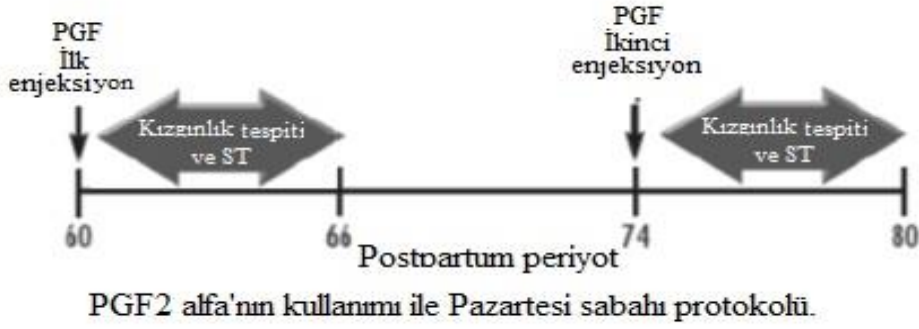 PGF
İlk
enjeksiyon
PGF
İkinci
enjeksiyon
Kızgınlık tespiti
ve ST
Kızgınlık tespiti
ve ST
60
66
74
80
Postpartum periyot
PGF2 alfa'nın kullanımı ile Pazartesi sabahı protokolü.